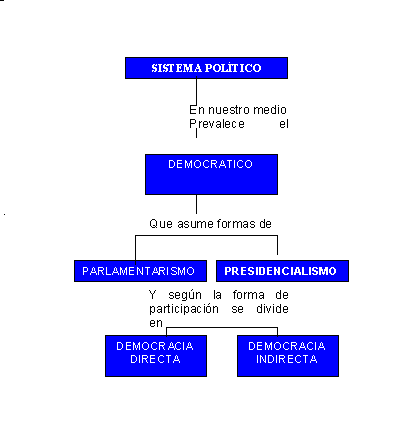 SISTEMA POLÍTICO
En nuestro medio
Prevalece el
DEMOCRATICO
Que asume formas de
PARLAMENTARISMO
PRESIDENCIALISMO
Y según la forma de
participación se divide
en
DEMOCRACIA
DIRECTA
DEMOCRACIA
INDIRECTA